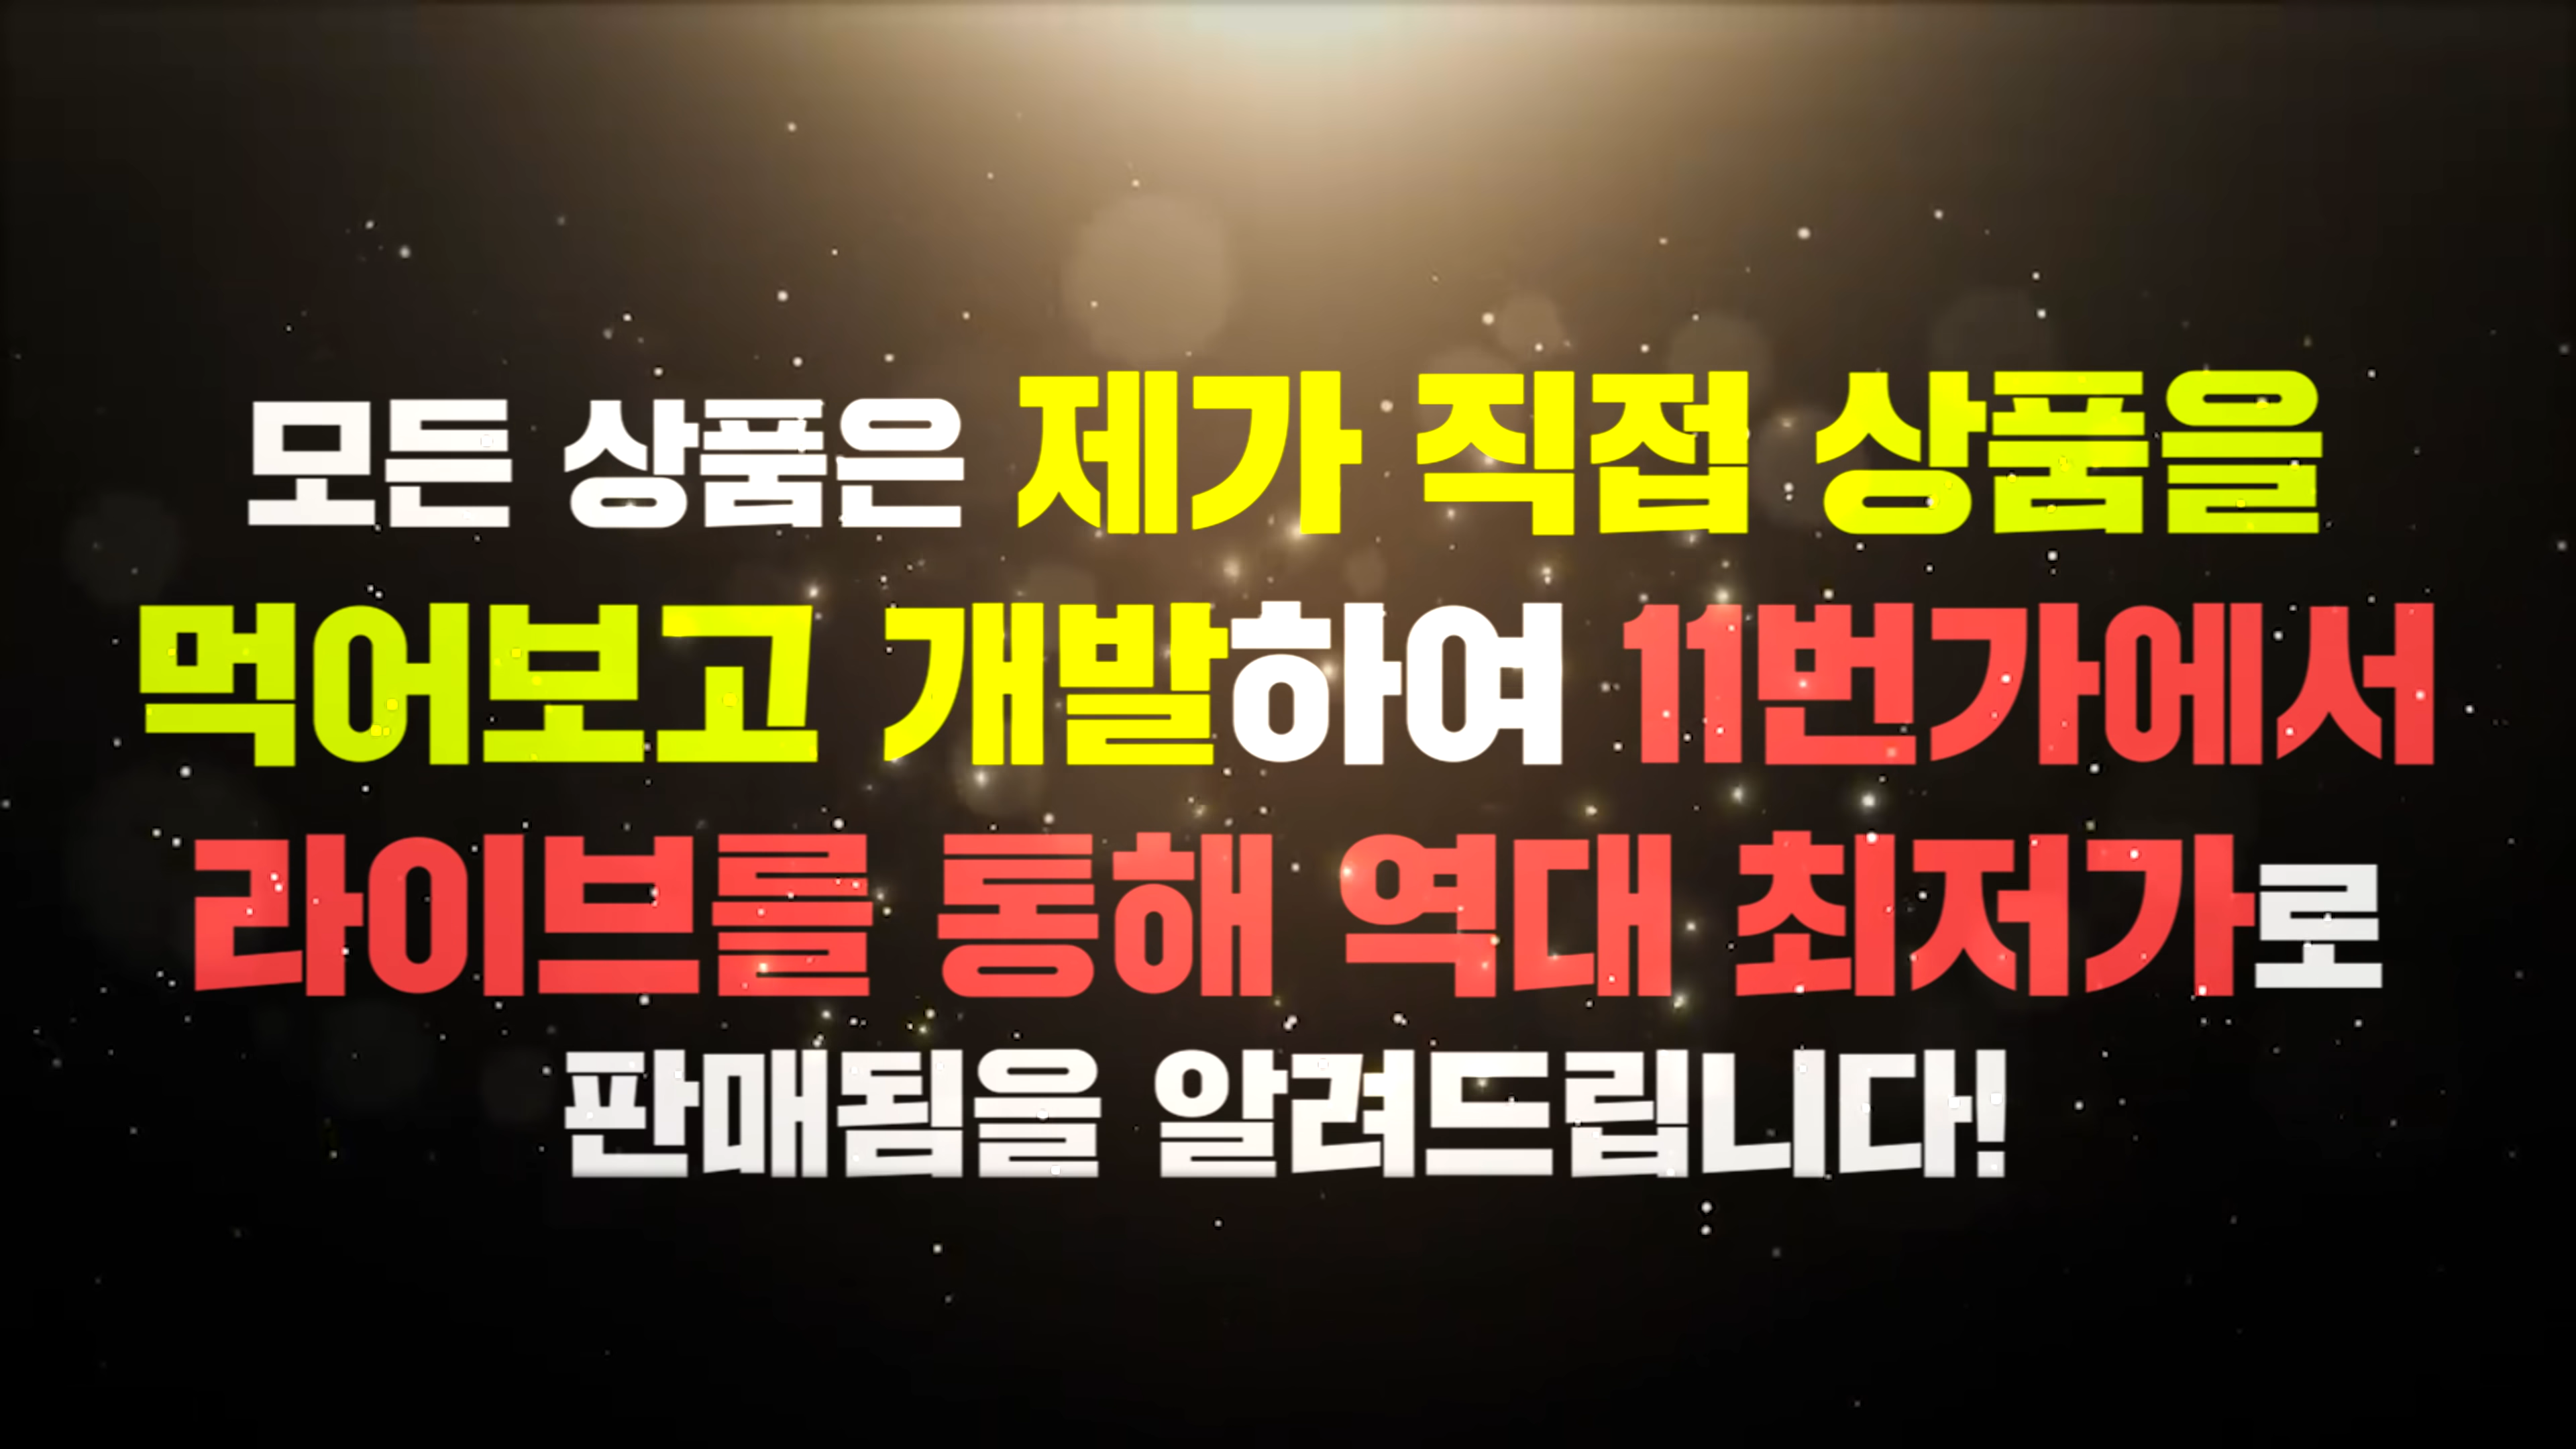 모든 상품은 제가 직접 상품을
먹어보고 개발하여 11번가에서
라이브를 통해 역대 최저가로
판매됨을 알려드립니다!